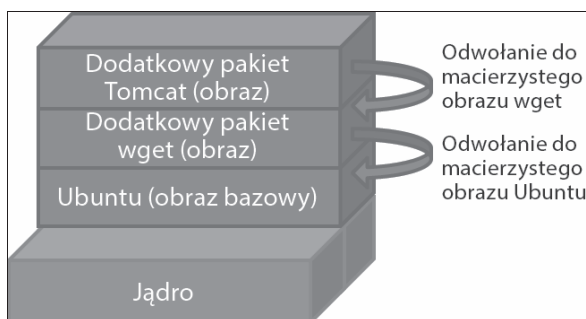 Dodatkowy pakiet
Tomcat (obraz)
Dodatkowy pakiet
wget (obraz)
Ubuntu (obraz bazowy)
Jądro
Odwołanie do
macierzystego
obrazu wget
Odwołanie do
macierzystego
obrazu Ubuntu